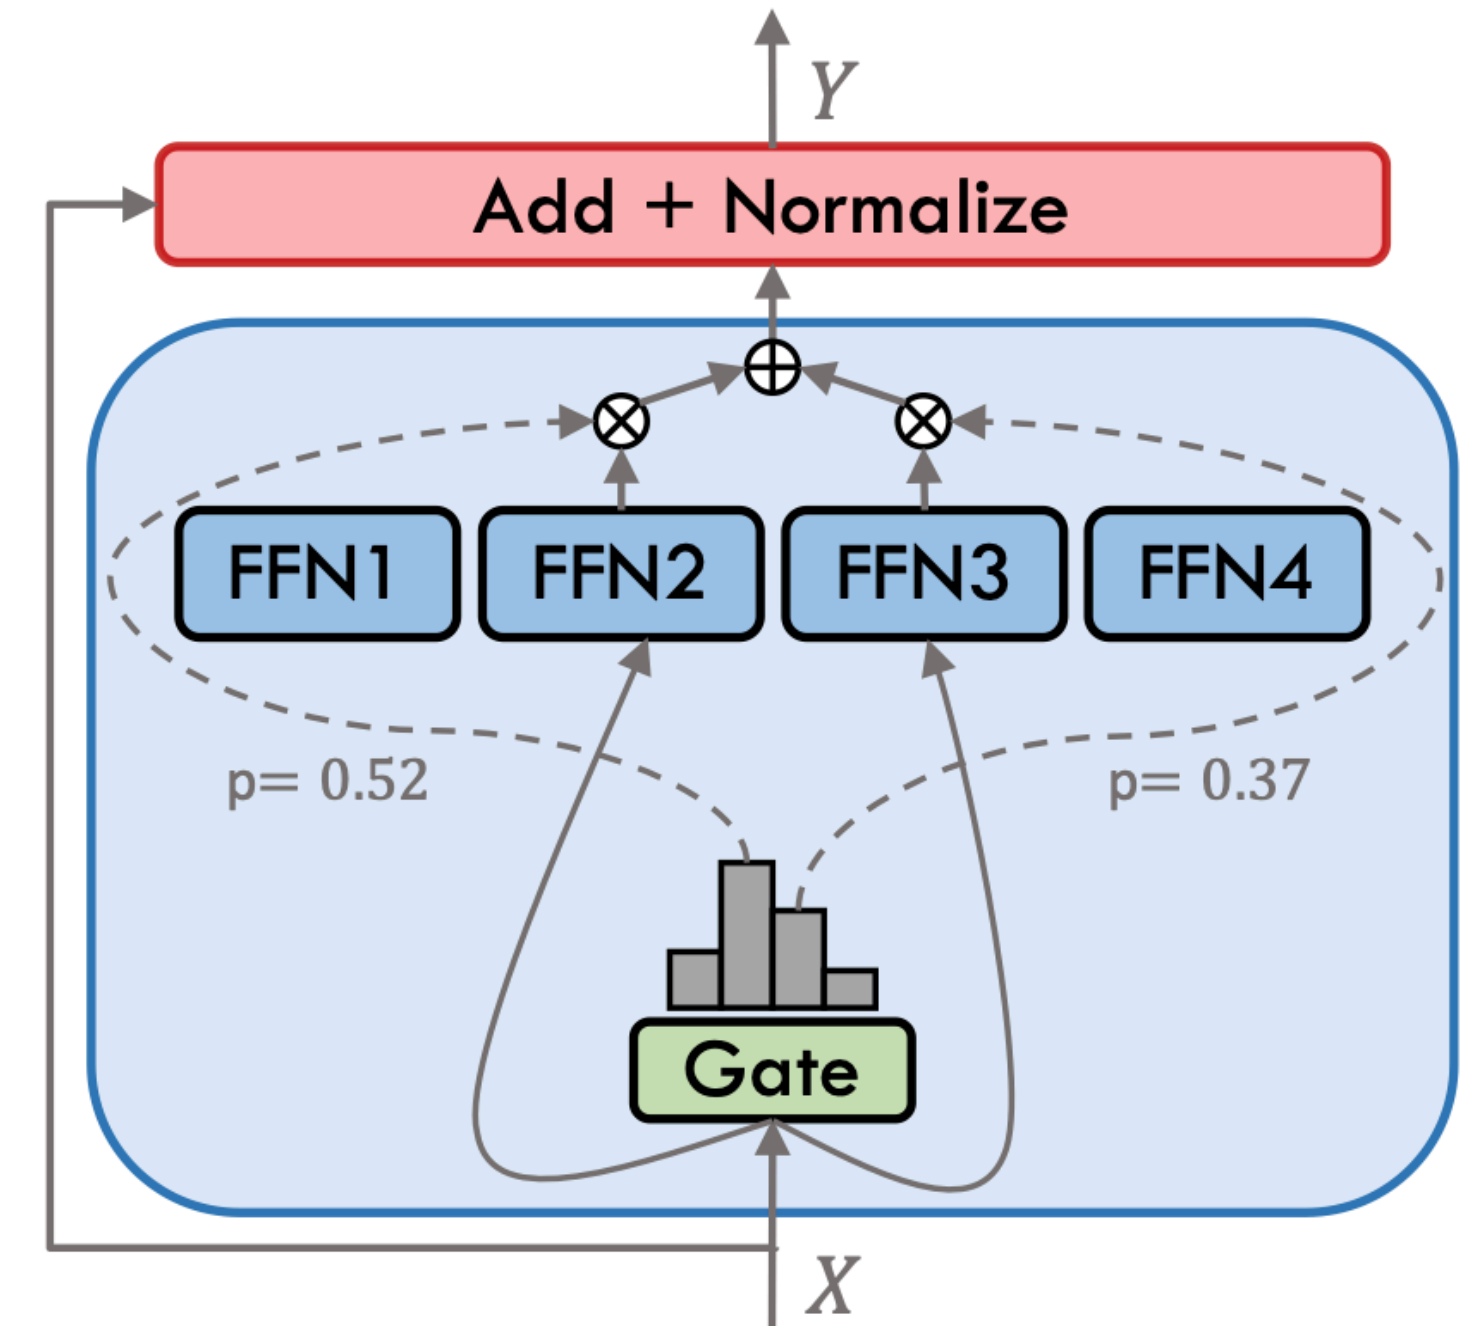 Y
Add + Normalize
FFN1
FFN2
FFN3
FFN4
p= 0.52
p= 0.37
Gate
X